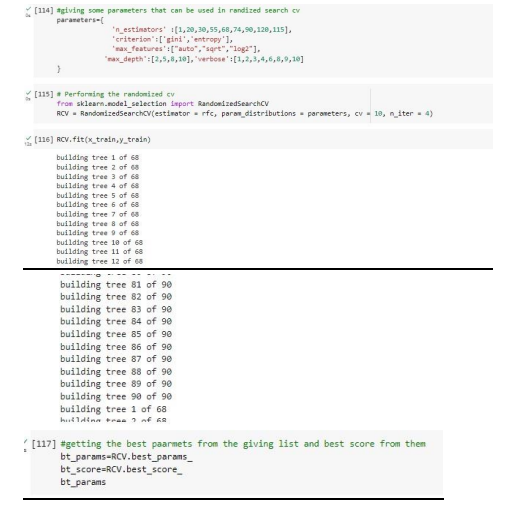 [114] #giving some parameters that can be used in randized search cv
parameters={
'n_estimators' :[1,20,30,55,68,74,90,120,115],
'criterion':['gini','entropy'],
'max_features':["auto","sqrt","log2"],
'max_depth':[2,5,8,10],'verbose':[1,2,3,4,6,8,9,10]
}
[115] # Performing the randomized cv
from sklearn.model_selection import RandomizedSearchCV
RCV = RandomizedSearchCV(estimator = rfc, param_distributions = parameters, cv = 10, n_iter = 4)
[116] RCV.fit(x_train,y_train)
building tree 1 of 68
building tree 2 of 68
building tree 3 of 68
building tree 4 of 68
building tree 5 of 68
building tree 6 of 68
building tree 7 of 68
building tree 8 of 68
building tree 9 of 68
building tree 10 of 68
building tree 11 of 68
building tree 12 of 68
building tree 81 of 90
building tree 82 of 90
building tree 83 of 90
building tree 84 of 90
building tree 85 of 90
building tree 86 of 90
building tree 87 of 90
building tree 88 of 90
building tree 89 of 90
building tree 90 of 90
building tree 1 of 68
building tree 2 of 68
[117] #getting the best paarmets from the giving list and best score from them
bt_params=RCV.best_params_
bt_score=RCV.best_score_
bt_params